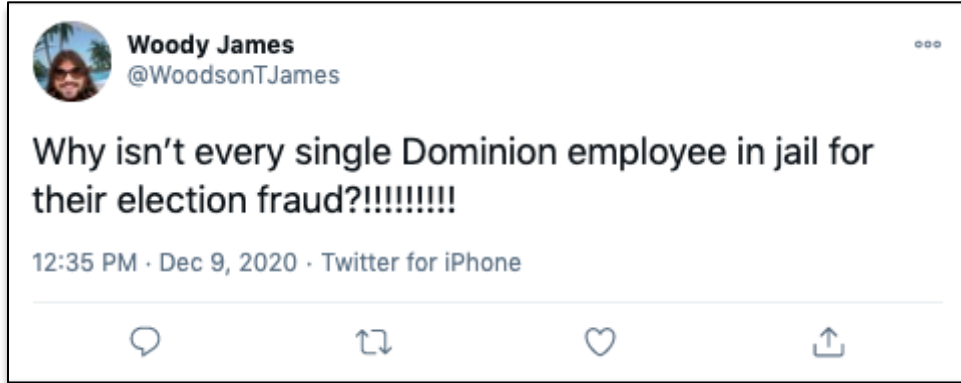 Woody James
@WoodsonTJames
Why isn’t every single Dominion employee in jail for
their election fraud?!!!!!!!!!
12:35 PM · Dec 9, 2020 · Twitter for iPhone